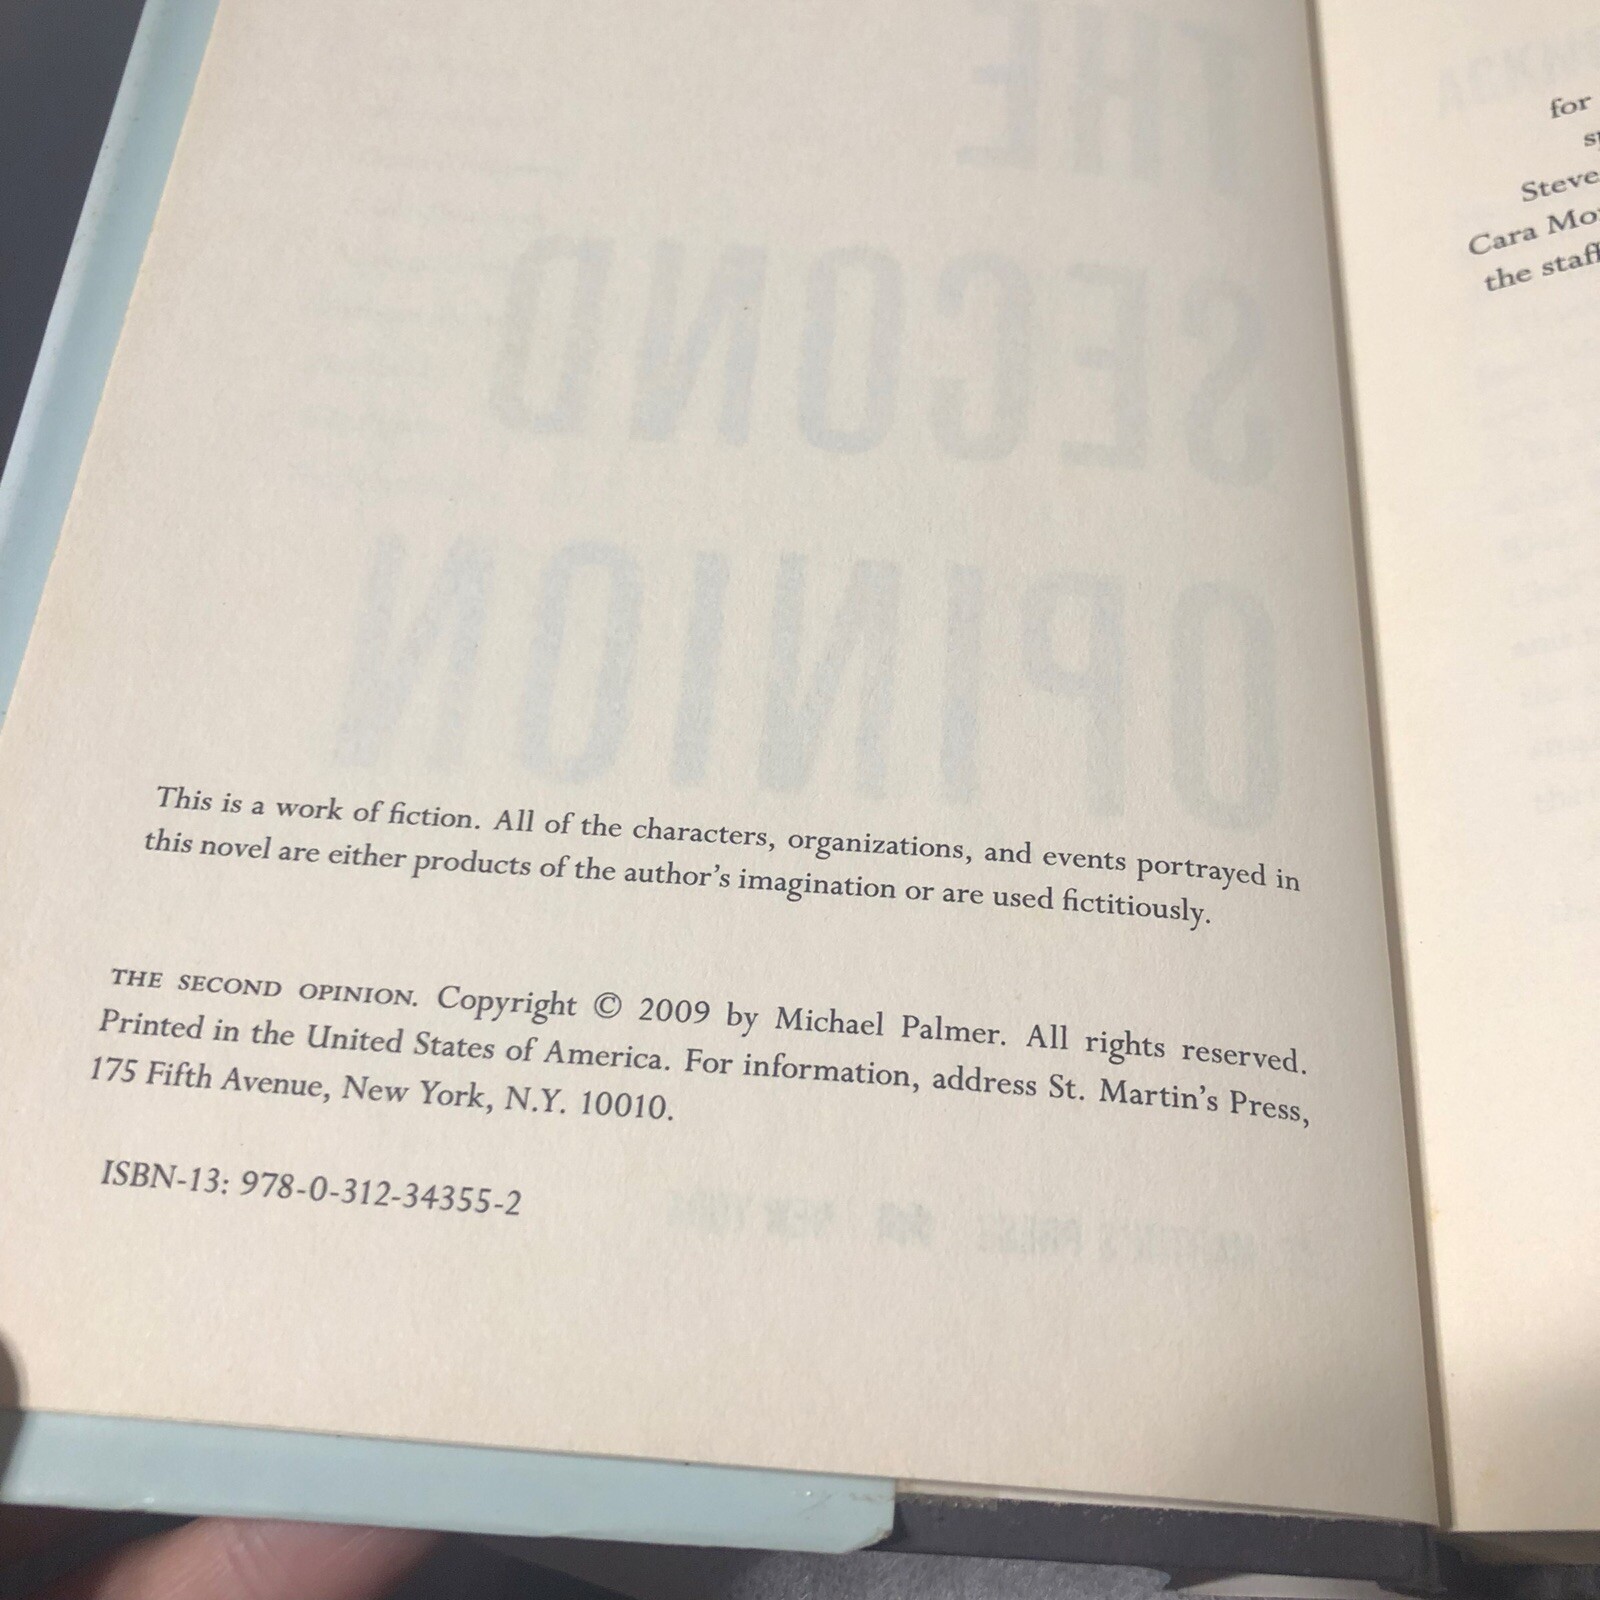 This is a work of fiction. All of the characters, organizations, and events portrayed in
this novel are either products of the author's imagination or are used fictitiously.
THE SECOND OPINION. Copyright © 2009 by Michael Palmer. All rights reserved.
Printed in the United States of America. For information, address St. Martin's Press,
175 Fifth Avenue, New York, N.Y. 10010.
ISBN-13: 978-0-312-34355-2
THE
SECOND
OPINION
for
Steve
Cara
the staff